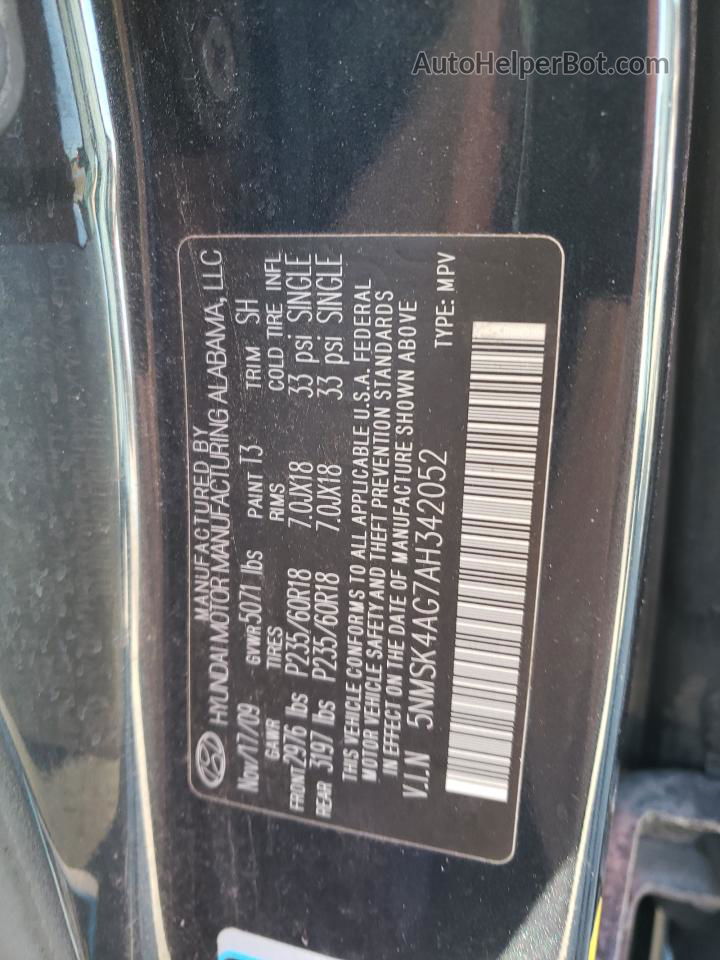 AutoHelperBot.com
MANUFACTURED BY
HYUNDAI MOTOR MANUFACTURING ALABAMA, LLC
Nov/17/09 GVWR 5071 lbs PAINT T3 TRIM SH
GAWR TIRES RIMS COLD TIRE INFL
FRONT 2976 lbs P235/60R18 7.0JX18 33 psi SINGLE
REAR 3197 lbs P235/60R18 7.0JX18 33 psi SINGLE
THIS VEHICLE CONFORMS TO ALL APPLICABLE U.S.A. FEDERAL
MOTOR VEHICLE SAFETY AND THEFT PREVENTION STANDARDS
IN EFFECT ON THE DATE OF MANUFACTURE SHOWN ABOVE
V.I.N 5NMSK4AG7AH342052 TYPE: MPV